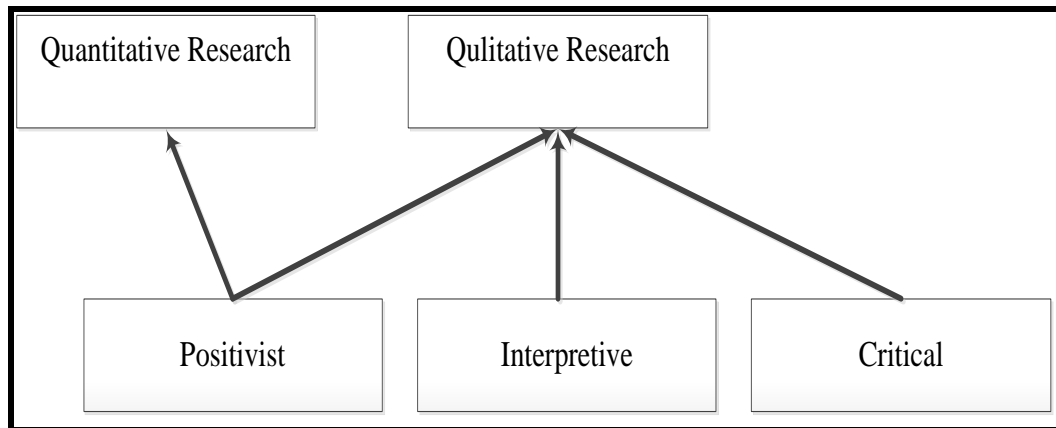 Quantitative Research
Qulitative Research
Positivist
Interpretive
Critical